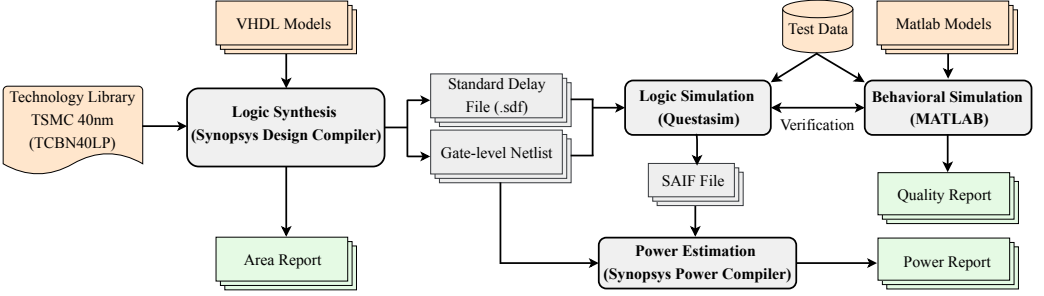 VHDL Models
Test Data
Matlab Models
Technology Library
TSMC 40nm
(TCBN40LP)
Logic Synthesis
(Synopsys Design Compiler)
Standard Delay
File (.sdf)
Gate-level Netlist
Logic Simulation
(Questasim)
Verification
Behavioral Simulation
(MATLAB)
SAIF File
Quality Report
Area Report
Power Estimation
(Synopsys Power Compiler)
Power Report